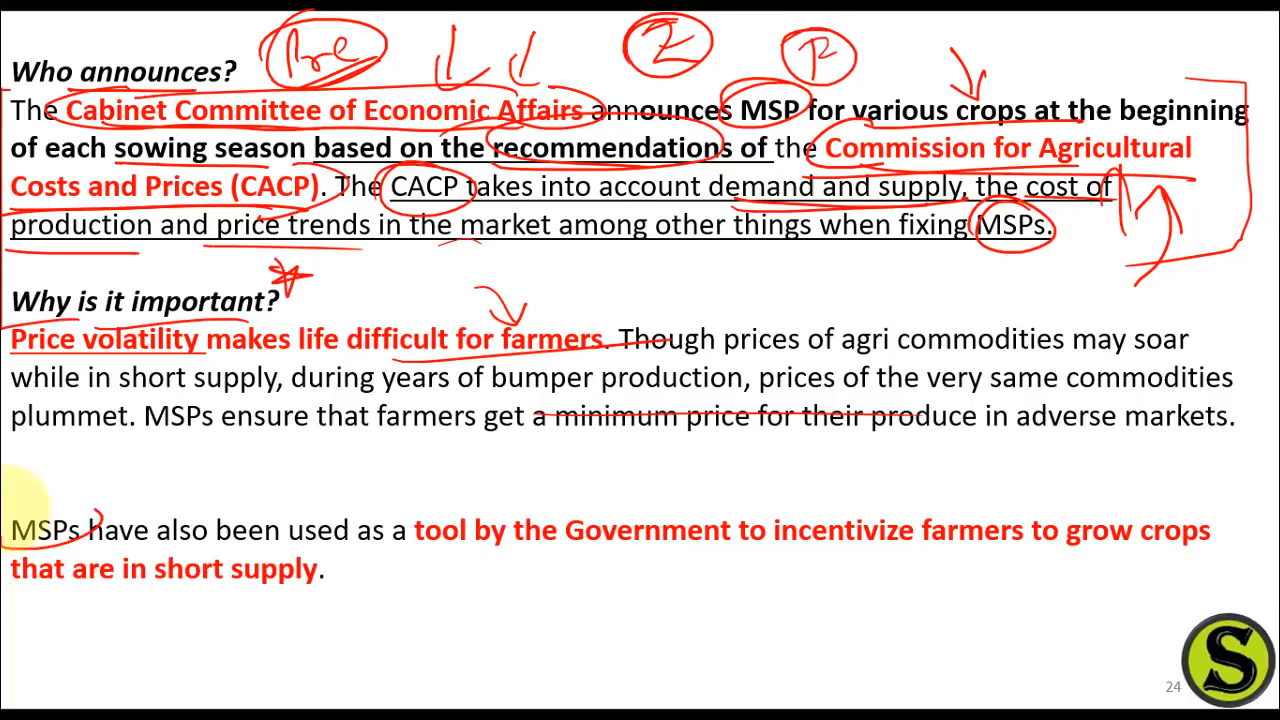 Pre
Who announces?
The Cabinet Committee of Economic Affairs announces MSP for various crops at the beginning
of each sowing season based on the recommendations of the Commission for Agricultural
Costs and Prices (CACP). The CACP takes into account demand and supply, the cost of
production and price trends in the market among other things when fixing MSPs.
Why is it important?
Price volatility makes life difficult for farmers. Though prices of agri commodities may soar
while in short supply, during years of bumper production, prices of the very same commodities
plummet. MSPs ensure that farmers get a minimum price for their produce in adverse markets.
MSPs have also been used as a tool by the Government to incentivize farmers to grow crops
that are in short supply.
24
S